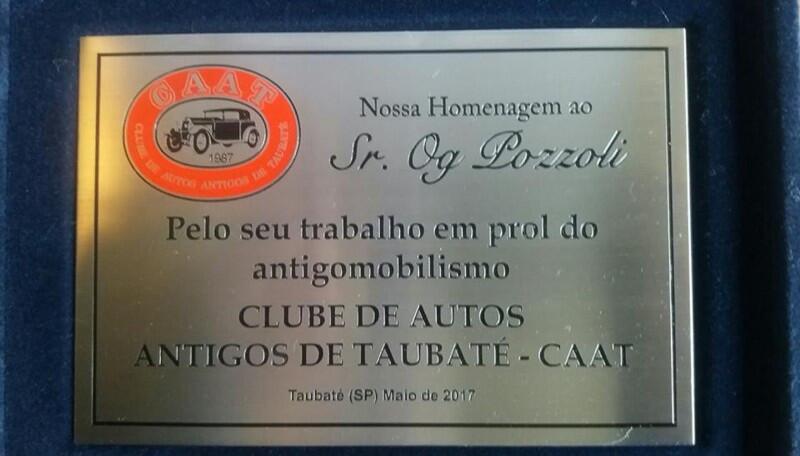 CAAT
1987
CLUBE DE AUTOS ANTIGOS DE TAUBATÉ
Nossa Homenagem ao
Sr. Og Pozzoli
Pelo seu trabalho em prol do
antigomobilismo
CLUBE DE AUTOS
ANTIGOS DE TAUBATÉ - CAAT
Taubaté (SP) Maio de 2017